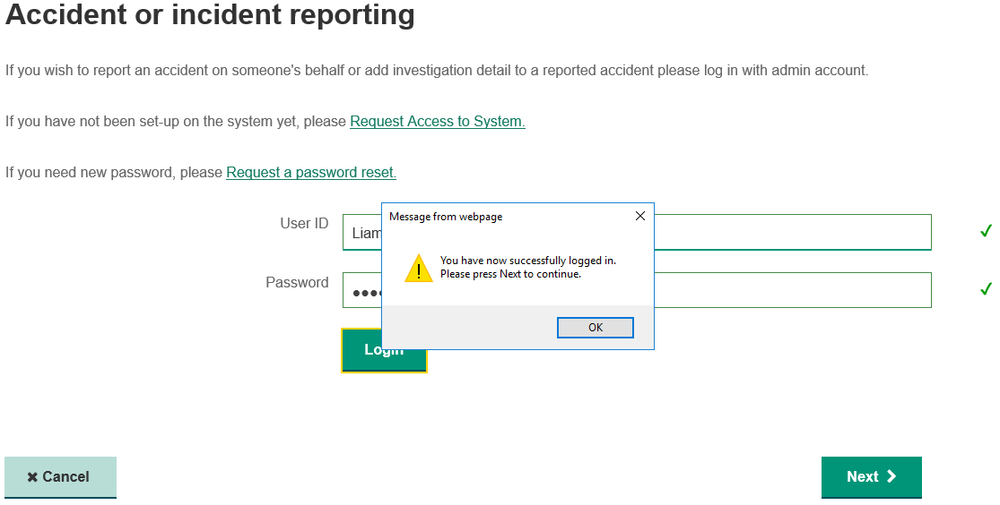 Accident or incident reporting
If you wish to report an accident on someone's behalf or add investigation detail to a reported accident please log in with admin account.
If you have not been set-up on the system yet, please Request Access to System.
If you need new password, please Request a password reset.
Message from webpage
User ID
Liam
You have now successfully logged in.
Please press Next to continue.
Password
OK
Login
Cancel
Next